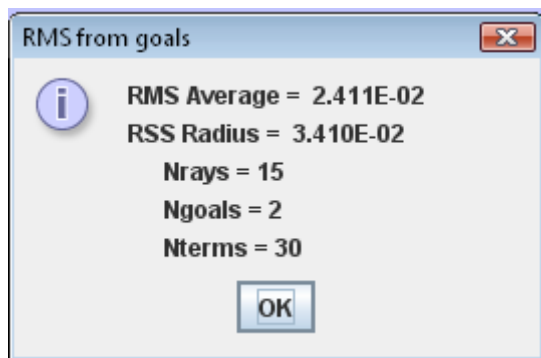 RMS from goals
RMS Average = 2.411E-02
RSS Radius = 3.410E-02
Nrays = 15
Ngoals = 2
Nterms = 30
OK